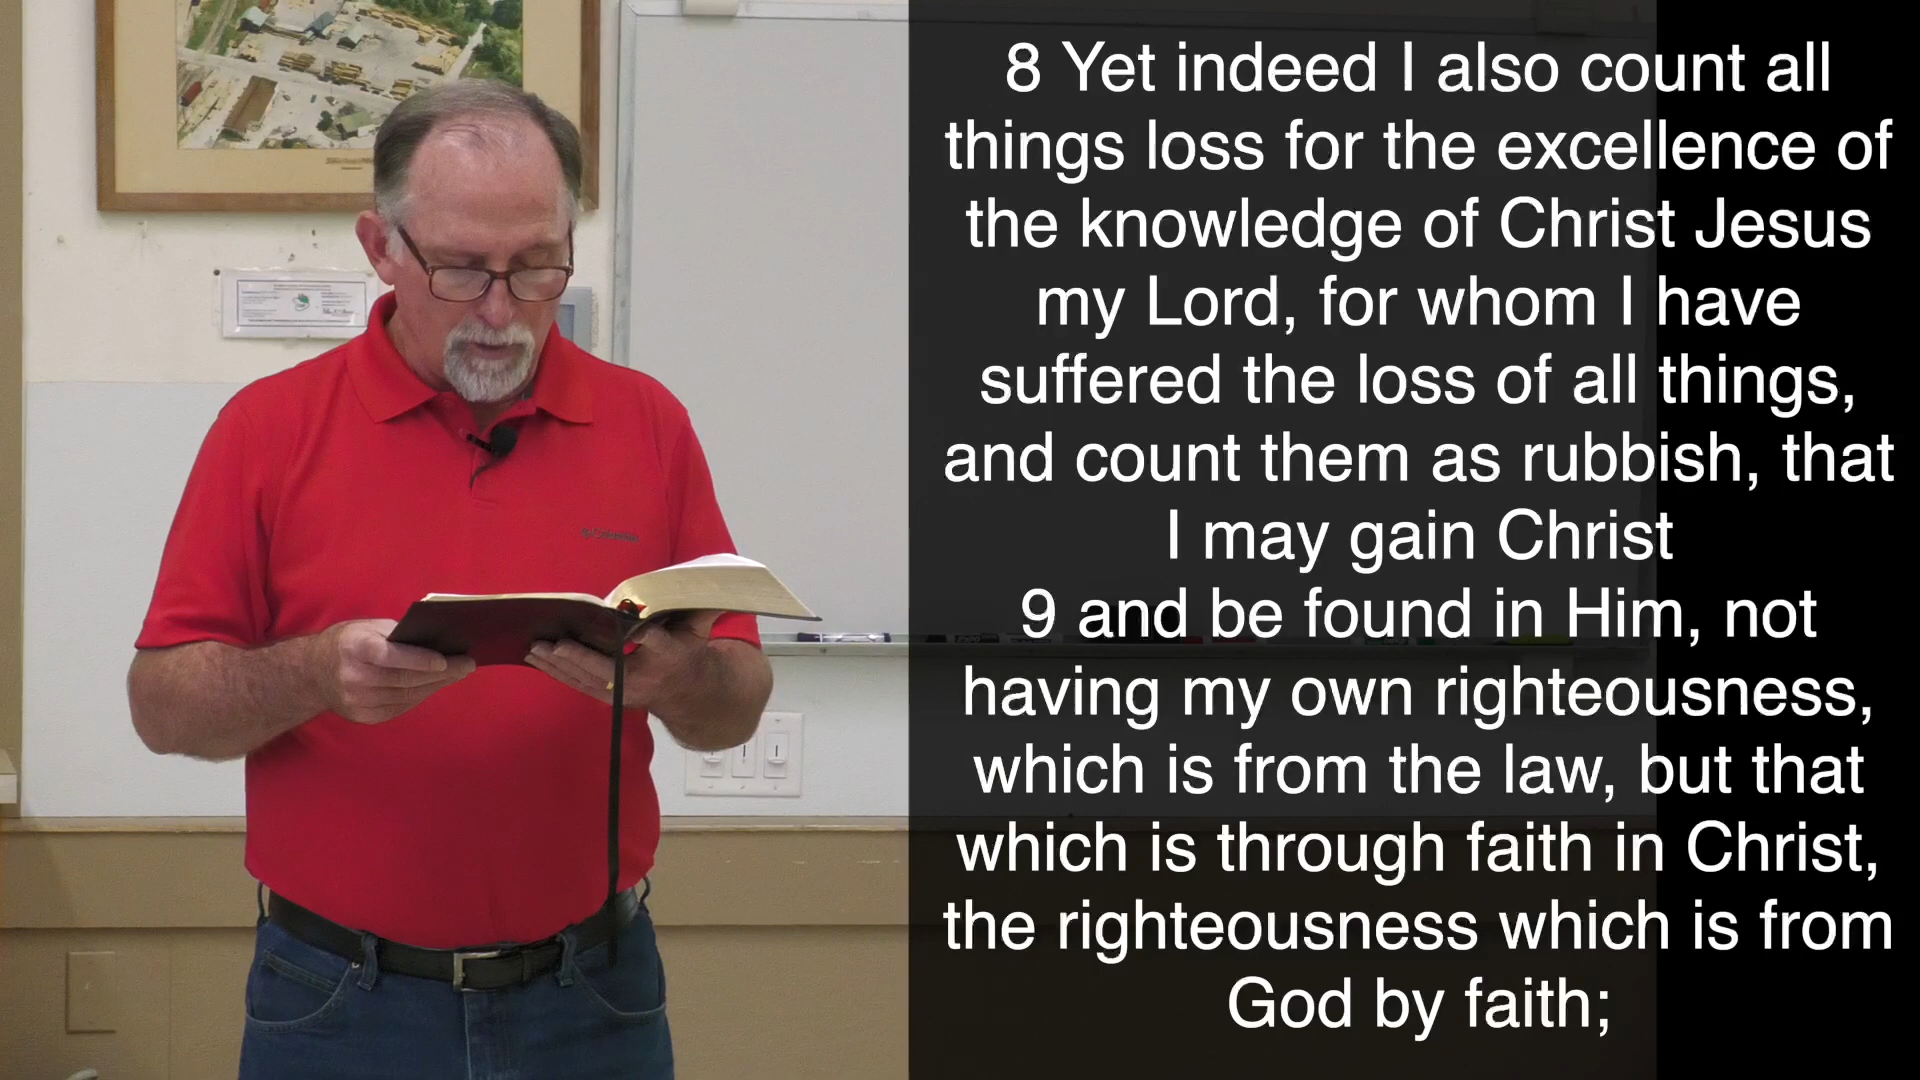 8 Yet indeed I also count all
things loss for the excellence of
the knowledge of Christ Jesus
my Lord, for whom I have
suffered the loss of all things,
and count them as rubbish, that
I may gain Christ
9 and be found in Him, not
having my own righteousness,
which is from the law, but that
which is through faith in Christ,
the righteousness which is from
God by faith;
Columbia